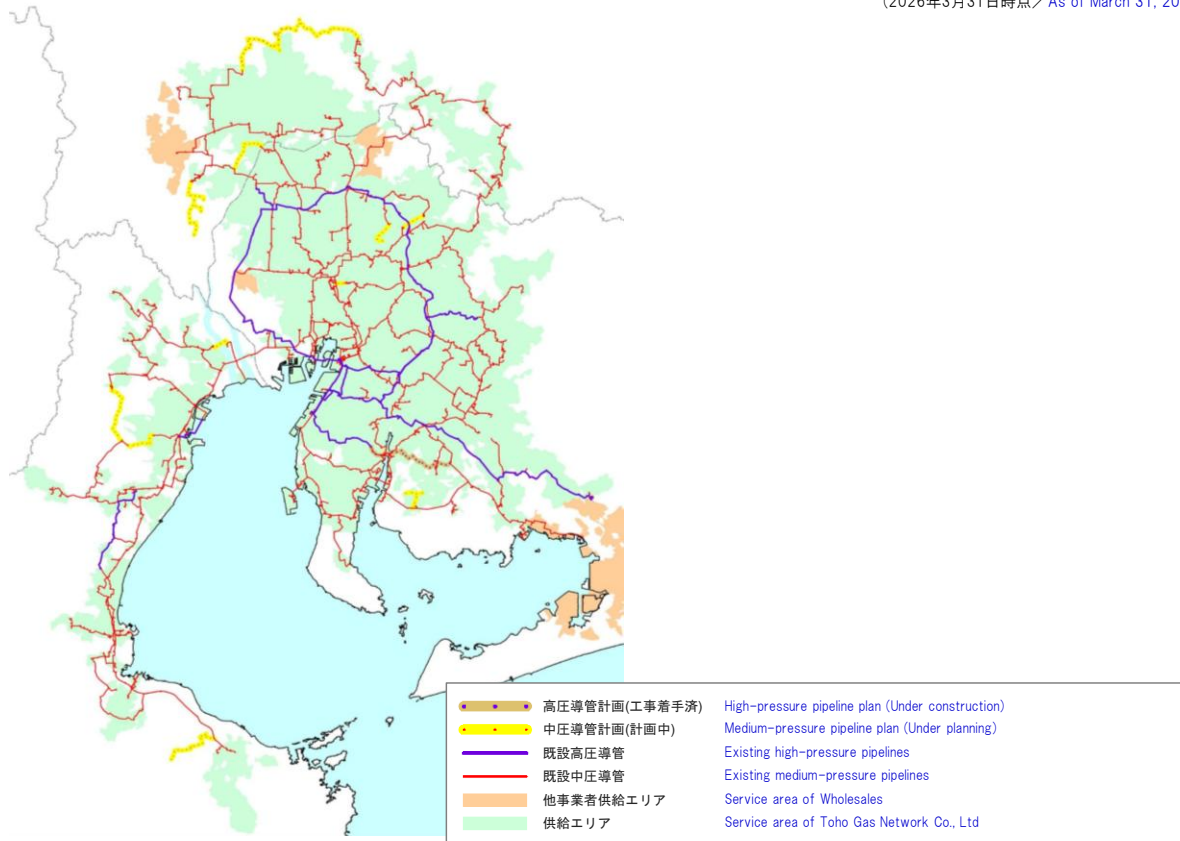 (2026年3月31日時点／As of March 31, 20
高圧導管計画(工事着手済) High-pressure pipeline plan (Under construction)
中圧導管計画(計画中) Medium-pressure pipeline plan (Under planning)
既設高圧導管 Existing high-pressure pipelines
既設中圧導管 Existing medium-pressure pipelines
他事業者供給エリア Service area of Wholesales
供給エリア Service area of Toho Gas Network Co., Ltd